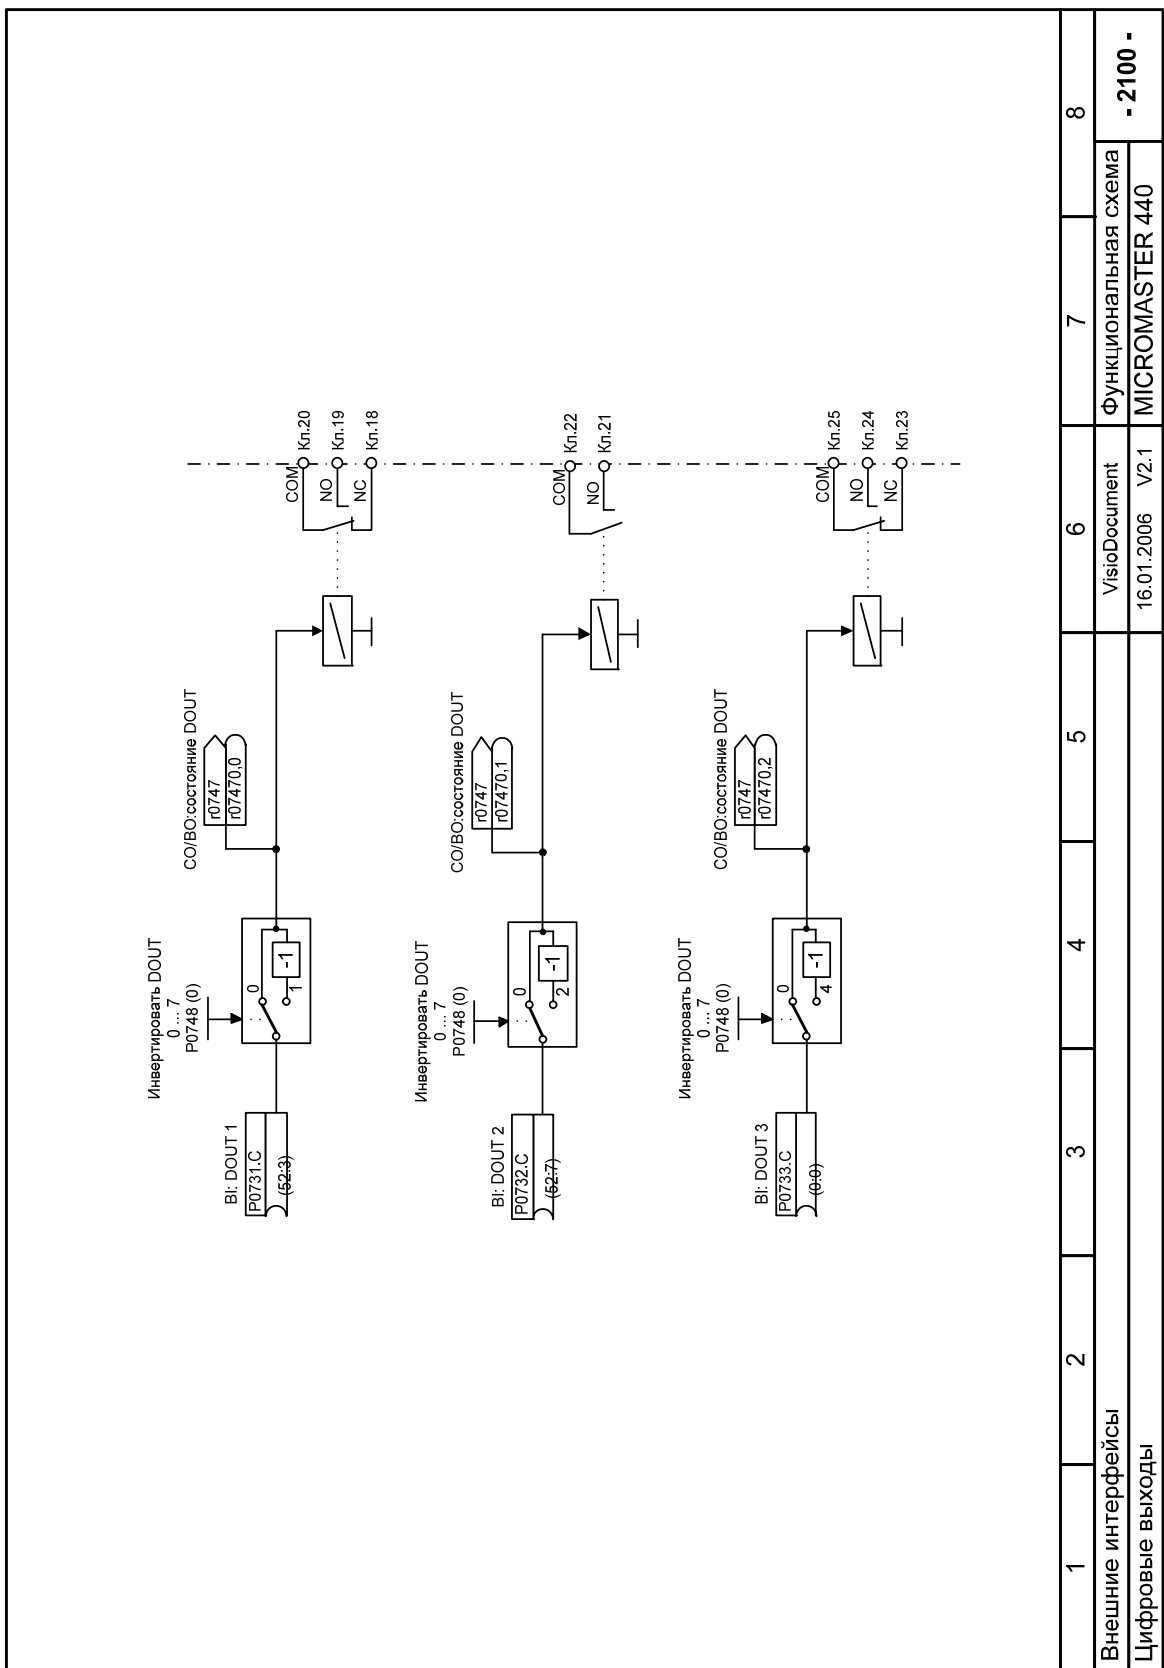 Инвертировать DOUT
0 ... 7
P0748 (0)
BI: DOUT 1
P0731.C
(52:3)
0
1
-1
CO/BO:состояние DOUT
r0747
r07470,0
COM
Кл.20
NO
Кл.19
NC
Кл.18
Инвертировать DOUT
0 ... 7
P0748 (0)
BI: DOUT 2
P0732.C
(52:7)
0
2
-1
CO/BO:состояние DOUT
r0747
r07470,1
COM
Кл.22
NO
Кл.21
Инвертировать DOUT
0 ... 7
P0748 (0)
BI: DOUT 3
P0733.C
(0:0)
0
4
-1
CO/BO:состояние DOUT
r0747
r07470,2
COM
Кл.25
NO
Кл.24
NC
Кл.23
1 2 3 4 5 6 7 8
Внешние интерфейсы
VisioDocument
Функциональная схема
- 2100 -
Цифровые выходы
16.01.2006 V2.1
MICROMASTER 440